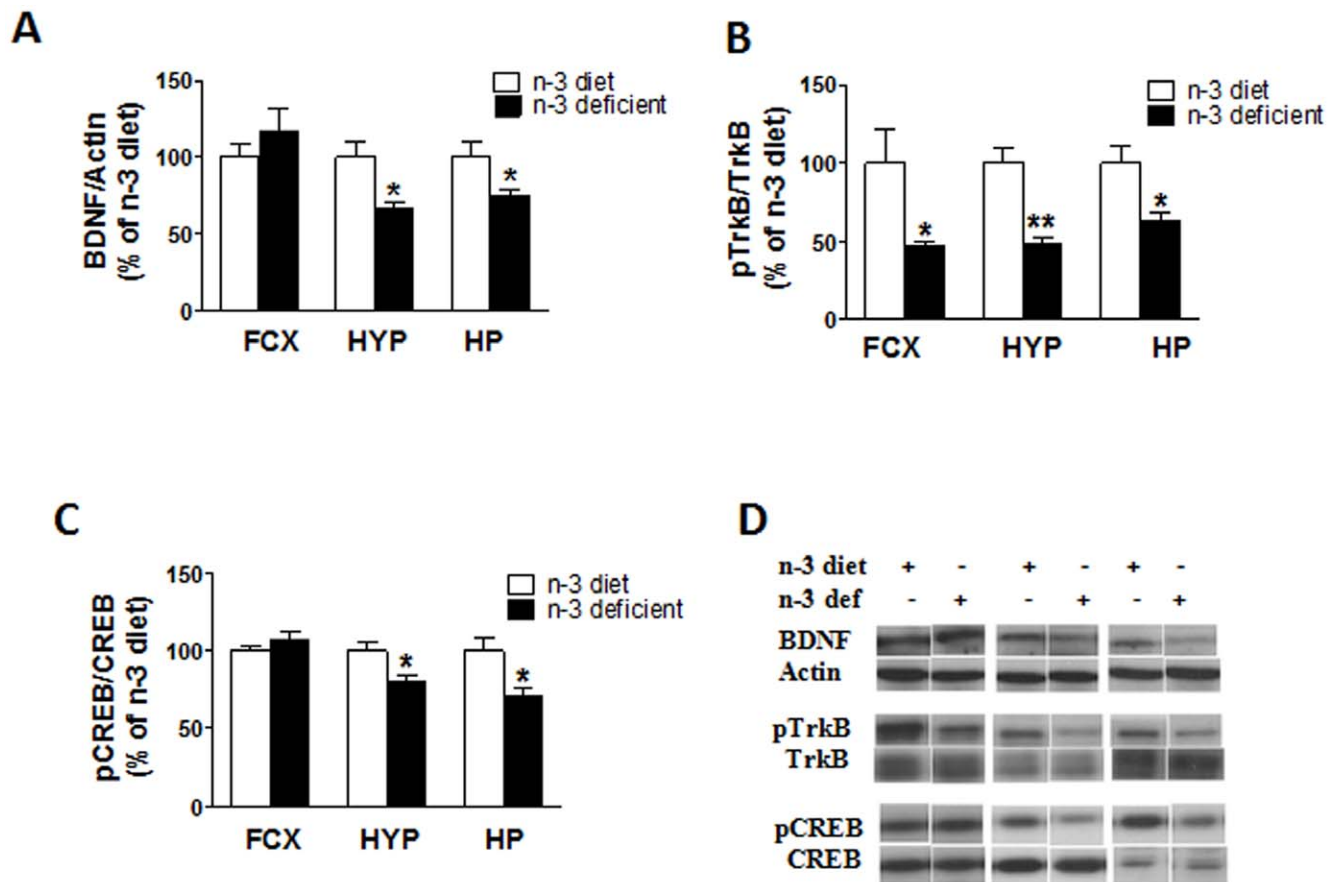 A
BDNF/Actin
(% of n-3 diet)
150
100
50
0
n-3 diet
n-3 deficient
*
*
FCX HYP HP
B
pTrkB/TrkB
(% of n-3 diet)
150
100
50
0
n-3 diet
n-3 deficient
*
**
*
FCX HYP HP
C
pCREB/CREB
(% of n-3 diet)
150
100
50
0
n-3 diet
n-3 deficient
*
*
FCX HYP HP
D
n-3 diet + - + - + -
n-3 def - + - + - +
BDNF
Actin
pTrkB
TrkB
pCREB
CREB